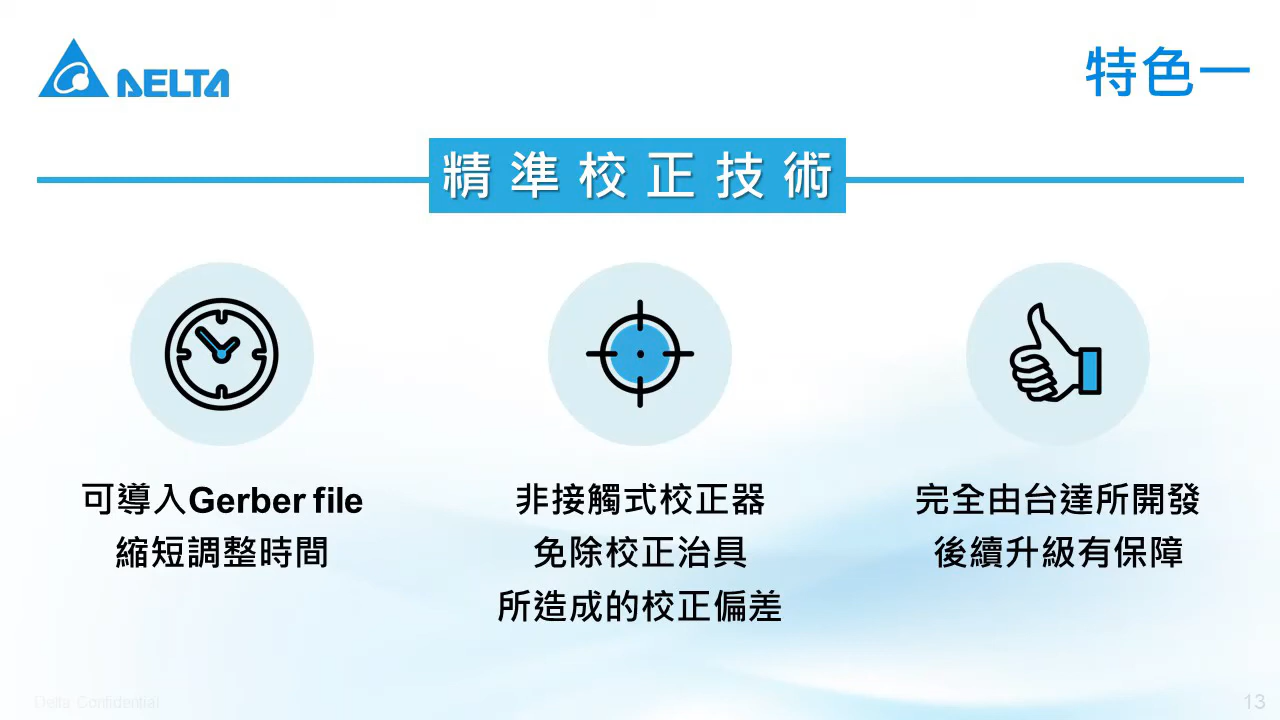 DELTA
特色一
精準校正技術
可導入Gerber file
縮短調整時間
非接觸式校正器
免除校正治具
所造成的校正偏差
完全由台達所開發
後續升級有保障
Delta Confidential
13